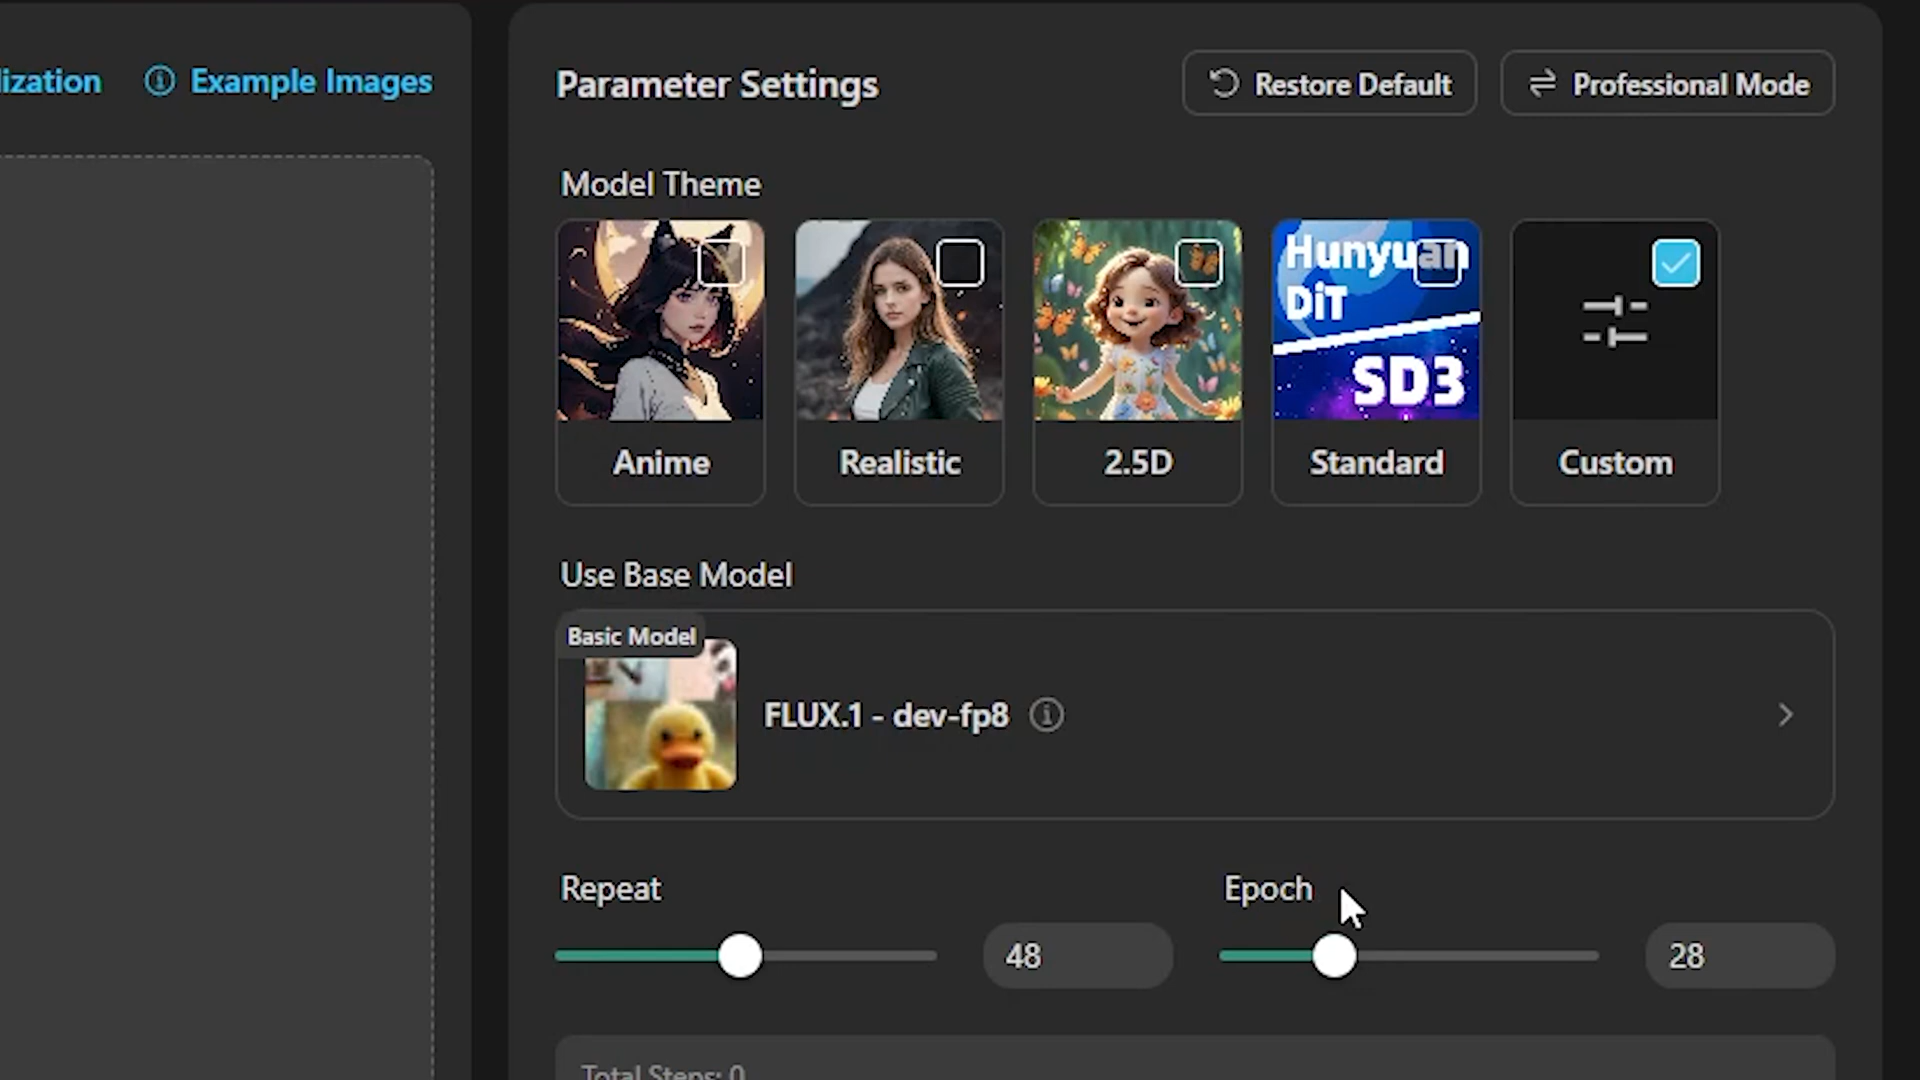 Example Images
Parameter Settings
Restore Default
Professional Mode
Model Theme
Hunyuan
DiT
SD3
Anime
Realistic
2.5D
Standard
Custom
Use Base Model
Basic Model
FLUX.1 - dev-fp8
Repeat
Epoch
48
28
Total Steps: 0